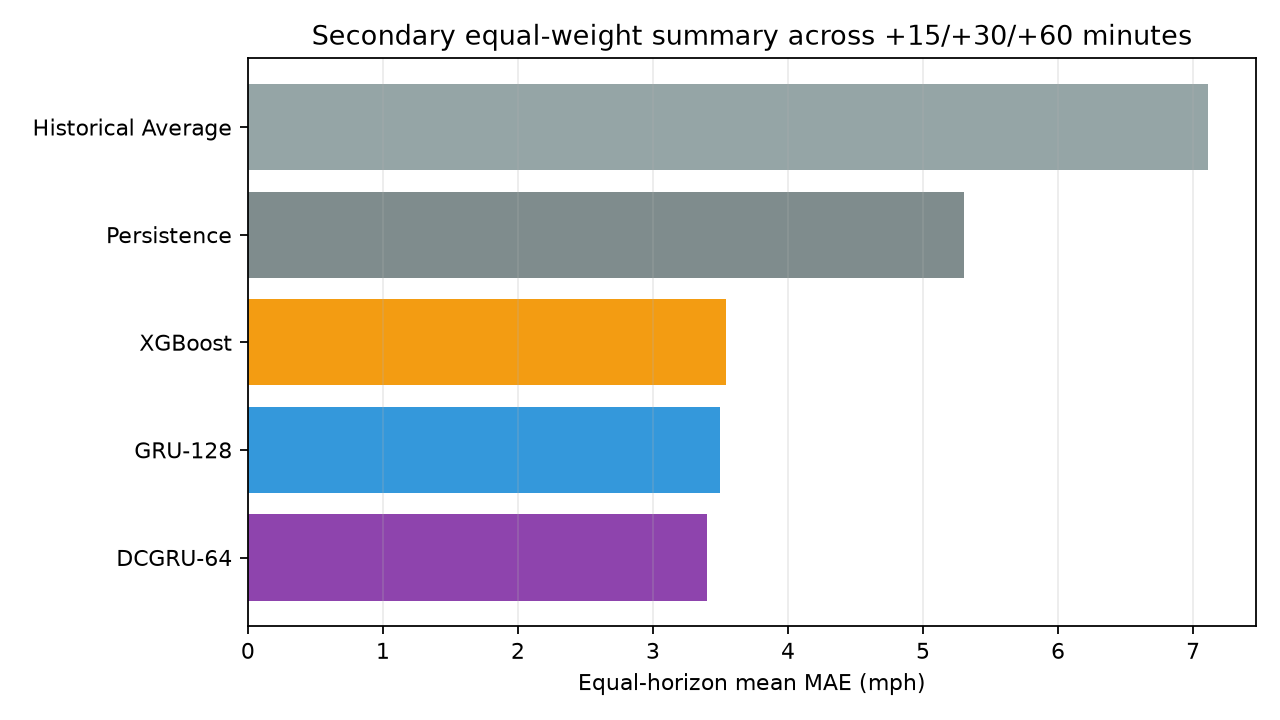 Secondary equal-weight summary across +15/+30/+60 minutes
Historical Average
Persistence
XGBoost
GRU-128
DCGRU-64
0 1 2 3 4 5 6 7
Equal-horizon mean MAE (mph)